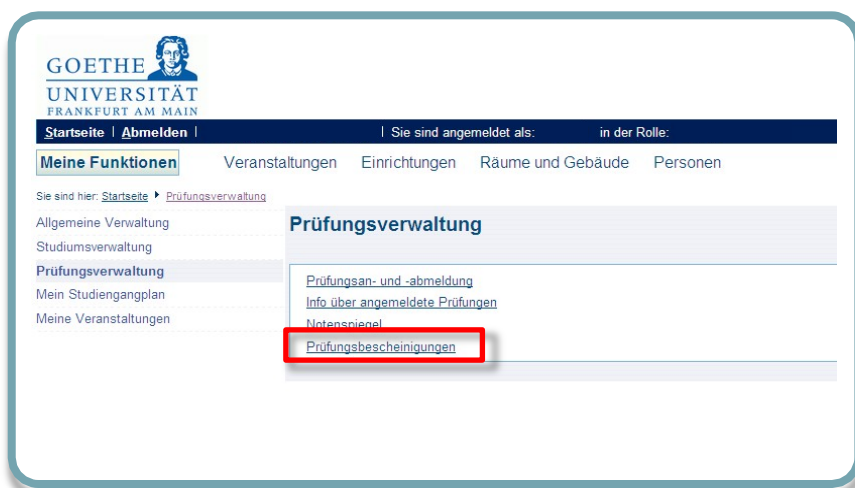 GOETHE
UNIVERSITÄT
FRANKFURT AM MAIN
Startseite | Abmelden | | Sie sind angemeldet als: in der Rolle:
Meine Funktionen Veranstaltungen Einrichtungen Räume und Gebäude Personen
Sie sind hier: Startseite Prüfungsverwaltung
Allgemeine Verwaltung
Studiumsverwaltung
Prüfungsverwaltung
Mein Studiengangplan
Meine Veranstaltungen
Prüfungsverwaltung
Prüfungsan- und -abmeldung
Info über angemeldete Prüfungen
Notenspiegel
Prüfungsbescheinigungen